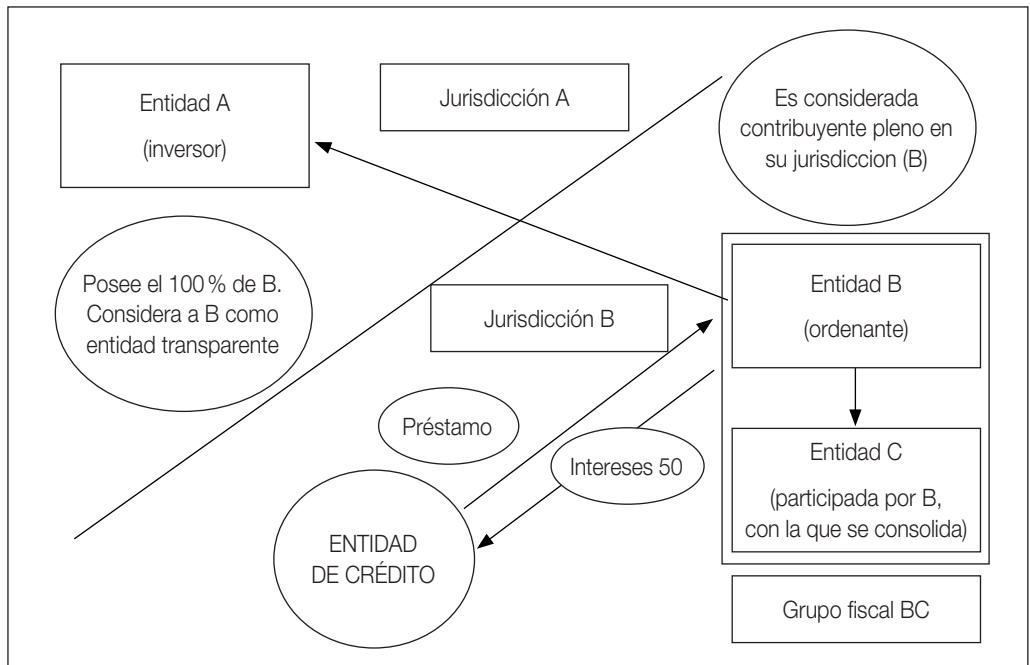 Entidad A
(inversor)
Jurisdicción A
Es considerada
contribuyente pleno en
su jurisdiccion (B)
Posee el 100 % de B.
Considera a B como
entidad transparente
Jurisdicción B
Entidad B
(ordenante)
Préstamo
Intereses 50
Entidad C
(participada por B,
con la que se consolida)
ENTIDAD
DE CRÉDITO
Grupo fiscal BC